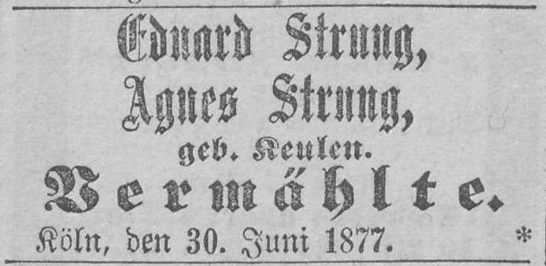 Eduard Strung,
Agnes Strung,
geb. Keulen.
Vermählte.
Köln, den 30. Juni 1877. *